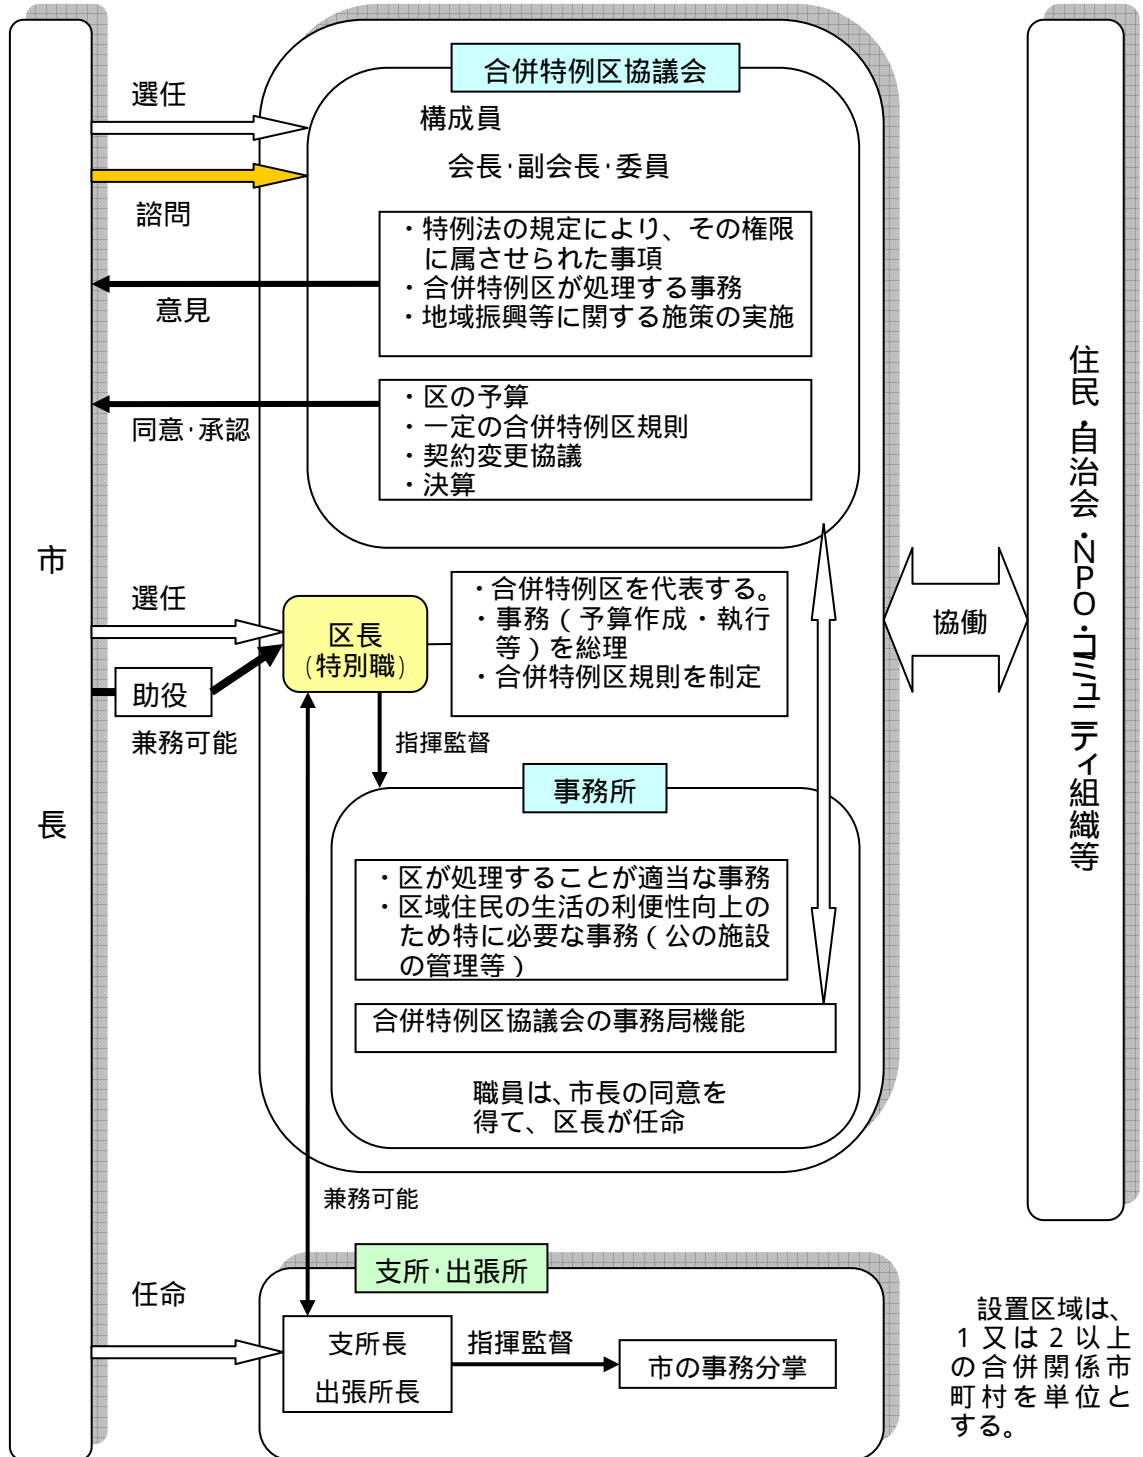 合併特例区協議会
選任
構成員
会長・副会長・委員
諮問
・特例法の規定により、その権限
に属させられた事項
・合併特例区が処理する事務
・地域振興等に関する施策の実施
意見
・区の予算
・一定の合併特例区規則
・契約変更協議
・決算
同意・承認
市長
住民・自治会・NPO・コミュニティ組織等
協働
選任
区長
(特別職)
・合併特例区を代表する。
・事務(予算作成・執行
等)を総理
・合併特例区規則を制定
助役
兼務可能
指揮監督
事務所
・区が処理することが適当な事務
・区域住民の生活の利便性向上の
ため特に必要な事務(公の施設
の管理等)
合併特例区協議会の事務局機能
職員は、市長の同意を
得て、区長が任命
兼務可能
支所・出張所
任命
支所長
出張所長
指揮監督
市の事務分掌
設置区域は、
1又は2以上
の合併関係市
町村を単位と
する。